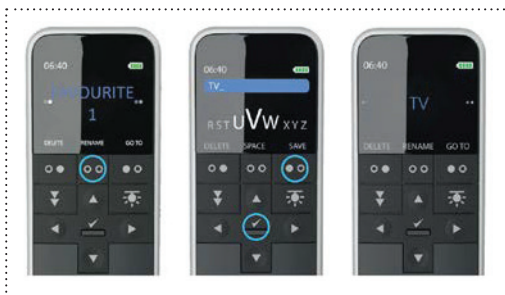 06:40
FAVOURITE
1
DELETE RENAME GO TO
06:40
TV_
R S T U V W X Y Z
DELETE SPACE SAVE
06:40
TV
DELETE RENAME GO TO